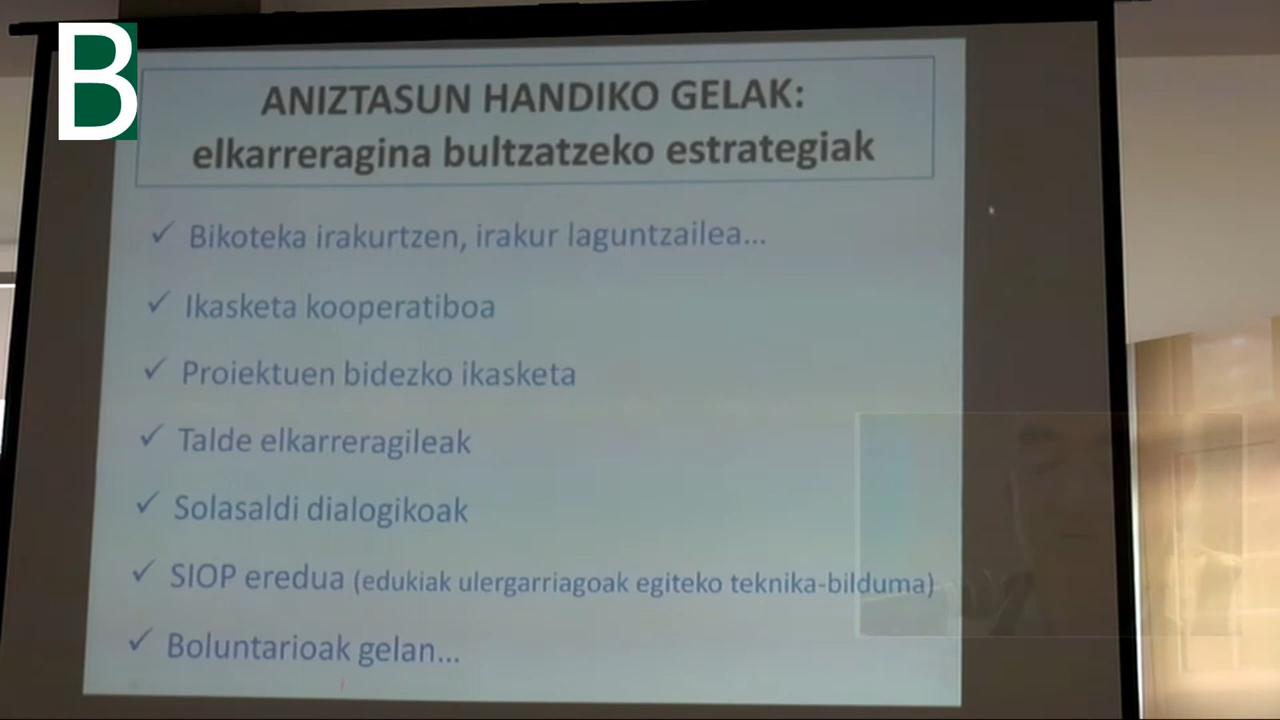 B
ANIZTASUN HANDIKO GELAK:
elkarreragina bultzatzeko estrategiak
✓ Bikoteka irakurtzen, irakur laguntzailea...
✓ Ikasketa kooperatiboa
✓ Proiektuen bidezko ikasketa
✓ Talde elkarreragileak
✓ Solasaldi dialogikoak
✓ SIOP eredua (edukiak ulergarriagoak egiteko teknika-bilduma)
✓ Boluntarioak gelan...